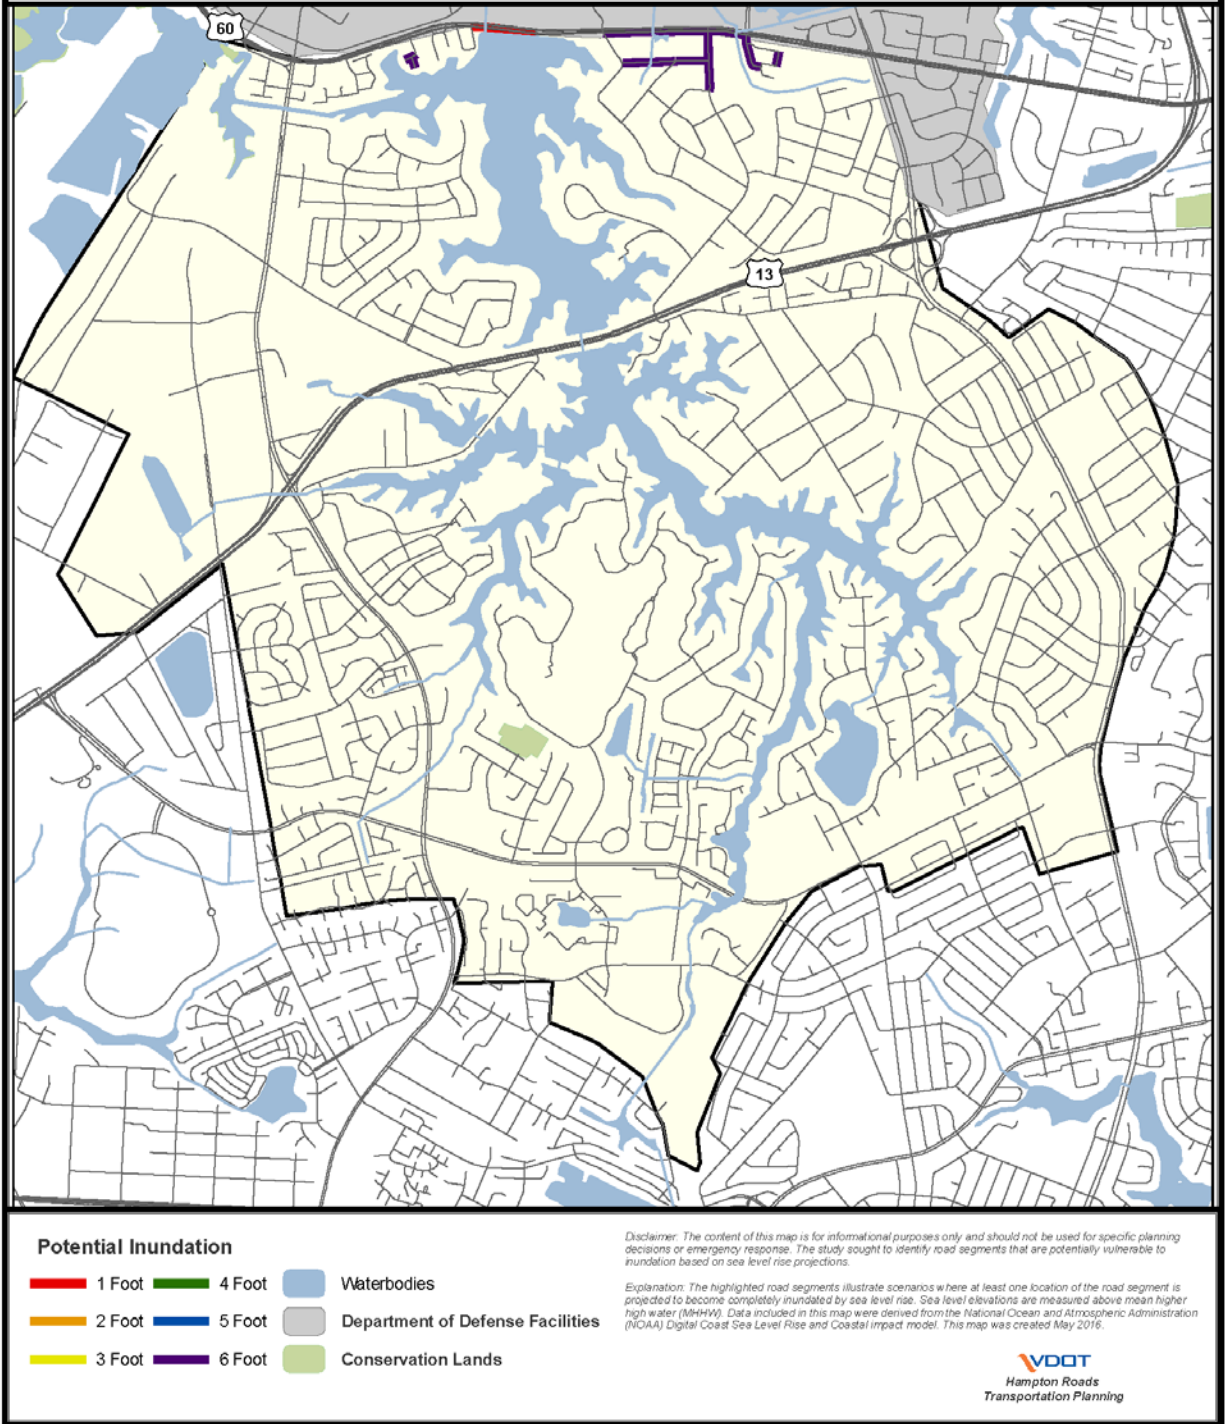 60
13
Potential Inundation
1 Foot
4 Foot
Waterbodies
2 Foot
5 Foot
Department of Defense Facilities
3 Foot
6 Foot
Conservation Lands
Disclaimer: The content of this map is for informational purposes only and should not be used for specific planning
decisions or emergency response. The study sought to identify road segments that are potentially vulnerable to
inundation based on sea level rise projections.
Explanation: The highlighted road segments illustrate scenarios where at least one location of the road segment is
projected to become completely inundated by sea level rise. Sea level elevations are measured above mean higher
high water (MHHW). Data included in this map were derived from the National Ocean and Atmospheric Administration
(NOAA) Digital Coast Sea Level Rise and Coastal impact model. This map was created May 2016.
VDOT
Hampton Roads
Transportation Planning